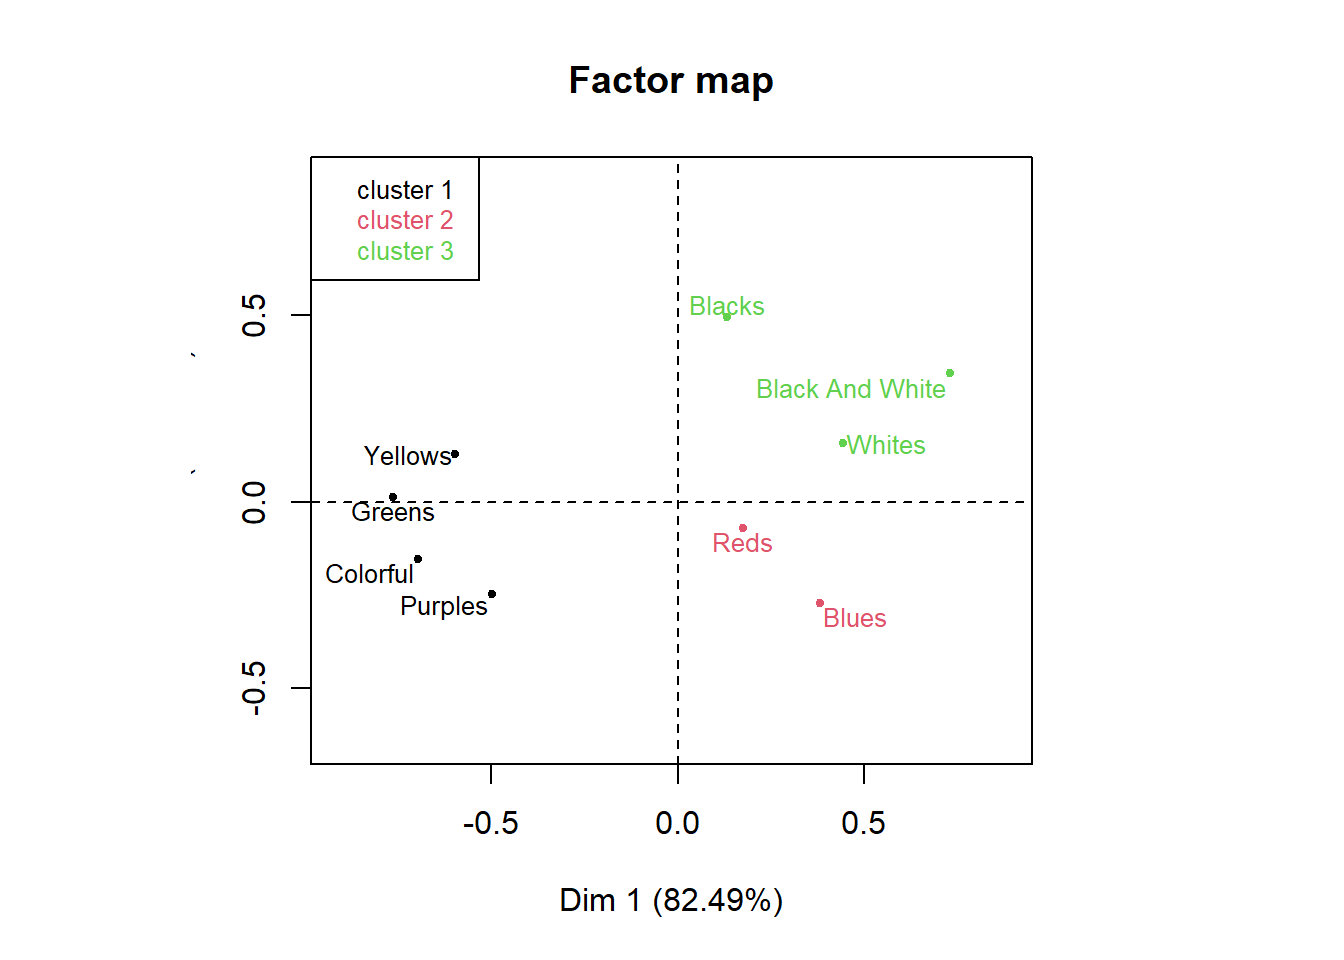 Factor map
cluster 1
cluster 2
cluster 3
0.5
0.0
-0.5
Blacks
Black And White
Whites
Yellows
Greens
Colorful
Purples
Reds
Blues
-0.5
0.0
0.5
Dim 1 (82.49%)